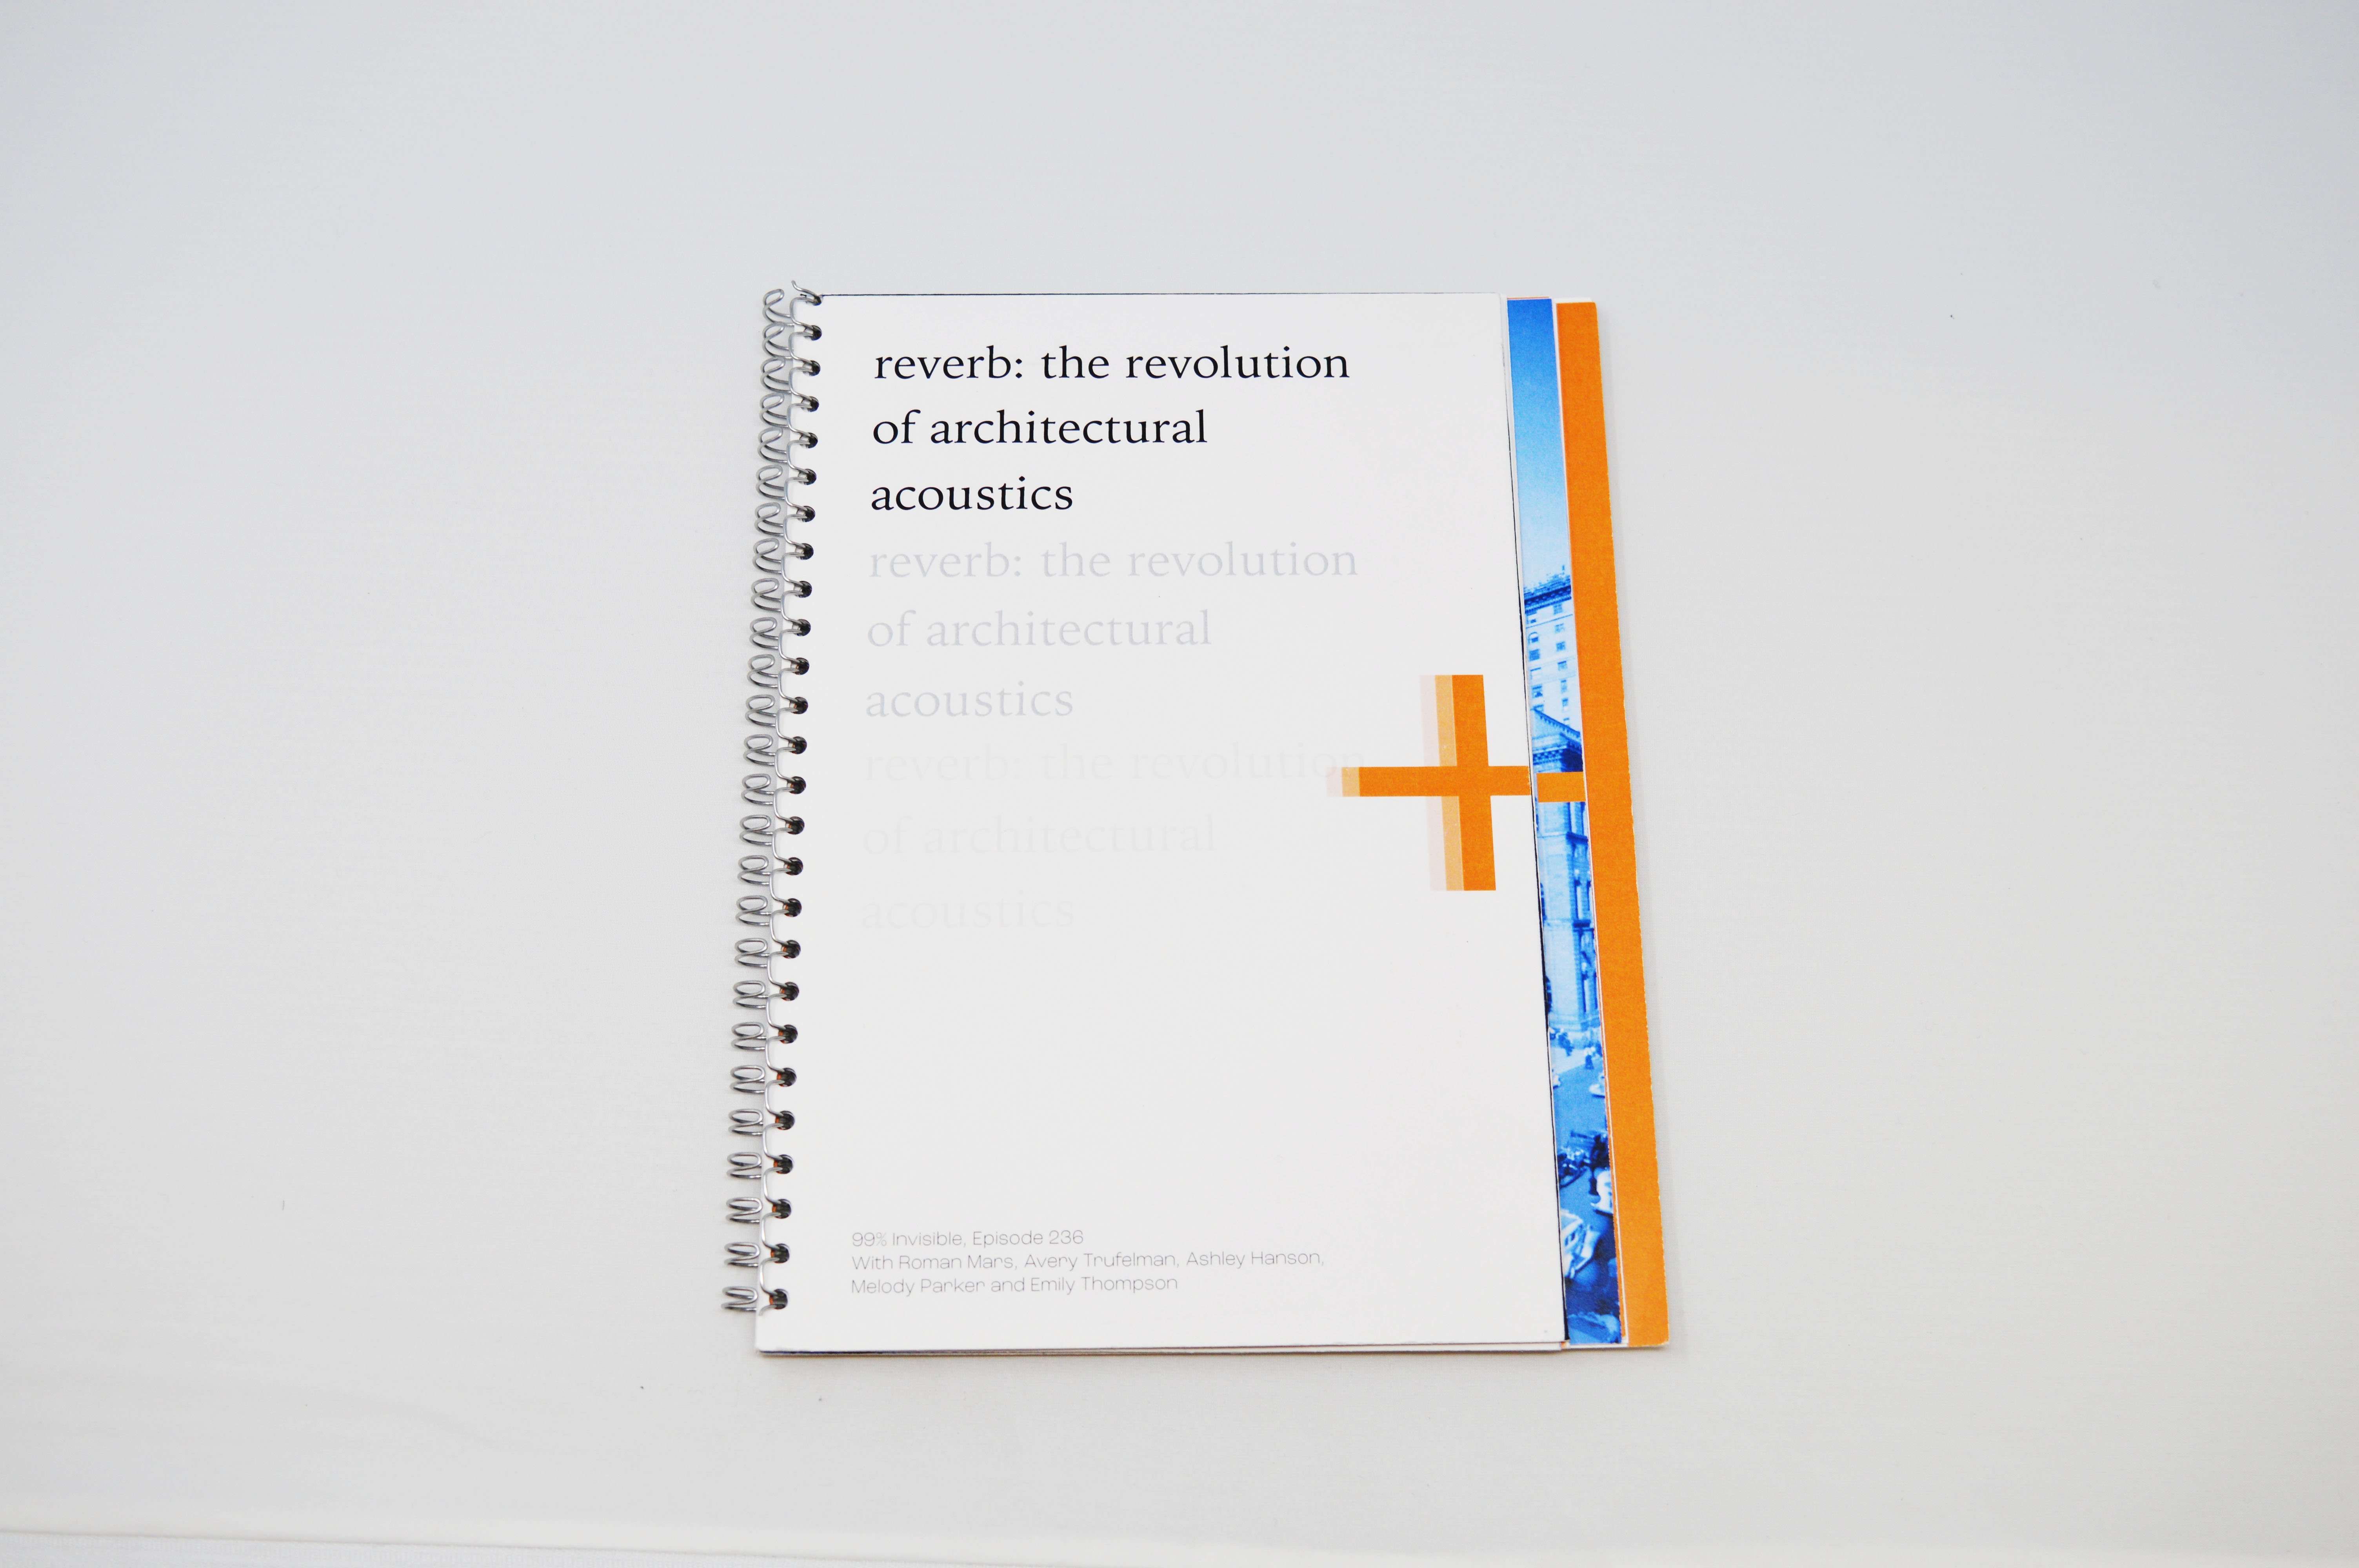 reverb: the revolution
of architectural
acoustics
reverb: the revolution
of architectural
acoustics
reverb: the revolution
of architectural
acoustics
99% Invisible, Episode 236
With Roman Mars, Avery Trufelman, Ashley Hanson,
Melody Parker and Emily Thompson